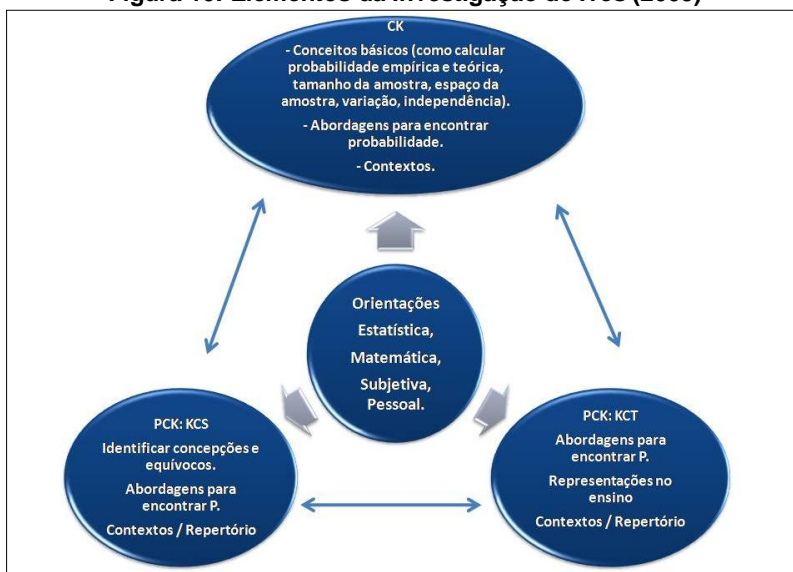 CK
- Conceitos básicos (como calcular
probabilidade empírica e teórica,
tamanho da amostra, espaço da
amostra, variação, independência).
- Abordagens para encontrar
probabilidade.
- Contextos.
Orientações
Estatística,
Matemática,
Subjetiva,
Pessoal.
PCK: KCS
Identificar concepções e
equívocos.
Abordagens para
encontrar P.
Contextos / Repertório
PCK: KCT
Abordagens para
encontrar P.
Representações no
ensino
Contextos / Repertório